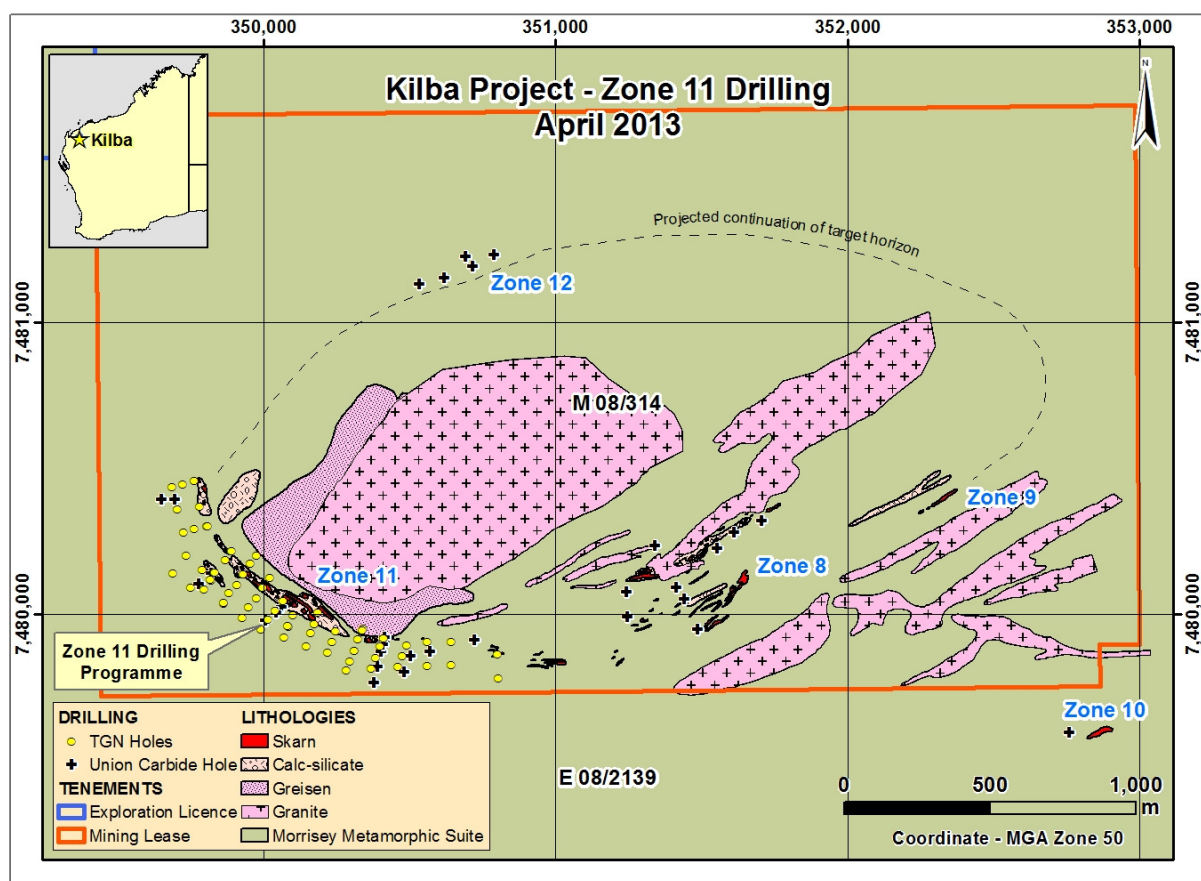 350,000
351,000
352,000
353,000
Kilba Project - Zone 11 Drilling
April 2013
N
Kilba
Projected continuation of target horizon
Zone 12
7,481,000
7,481,000
M 08/314
Zone 9
Zone 11
Zone 8
7,480,000
7,480,000
Zone 11 Drilling
Programme
Zone 10
DRILLING
TGN Holes
Union Carbide Hole
TENEMENTS
Exploration Licence
Mining Lease
LITHOLOGIES
Skarn
Calc-silicate
Greisen
Granite
Morrisey Metamorphic Suite
E 08/2139
0 500 1,000
m
Coordinate - MGA Zone 50